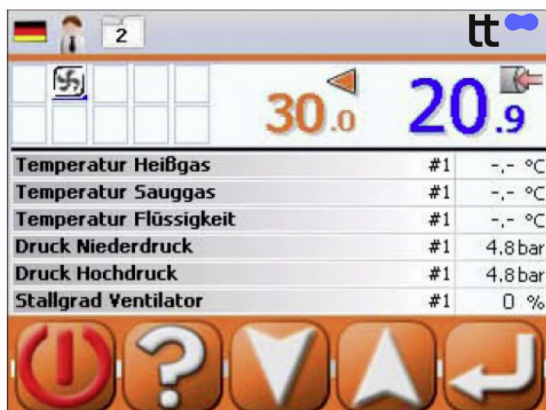 2
tt
30.0
20.9
Temperatur Heißgas #1 -.- °C
Temperatur Sauggas #1 -.- °C
Temperatur Flüssigkeit #1 -.- °C
Druck Niederdruck #1 4.8 bar
Druck Hochdruck #1 4.8 bar
Stallgrad Ventilator #1 0 %
?